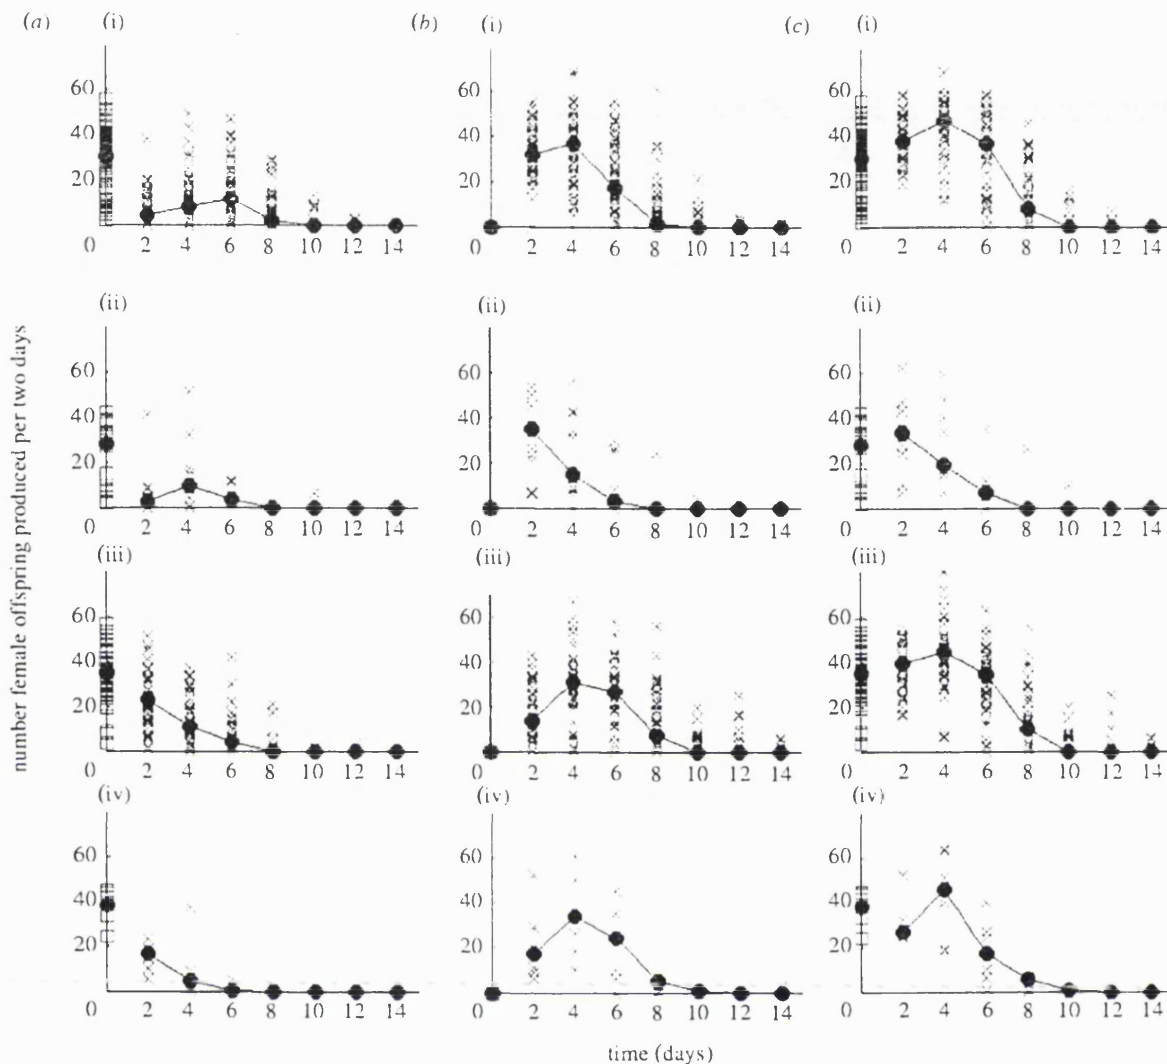 (a) (i) (b) (i) (c) (i)
60 60 60
40 40 40
20 20 20
0 2 4 6 8 10 12 14 0 2 4 6 8 10 12 14 0 2 4 6 8 10 12 14
(ii) (ii) (ii)
60 60 60
40 40 40
20 20 20
0 2 4 6 8 10 12 14 0 2 4 6 8 10 12 14 0 2 4 6 8 10 12 14
number female offspring produced per two days
(iii) (iii) (iii)
60 60 60
40 40 40
20 20 20
0 2 4 6 8 10 12 14 0 2 4 6 8 10 12 14 0 2 4 6 8 10 12 14
(iv) (iv) (iv)
60 60 60
40 40 40
20 20 20
0 2 4 6 8 10 12 14 0 2 4 6 8 10 12 14 0 2 4 6 8 10 12 14
time (days)